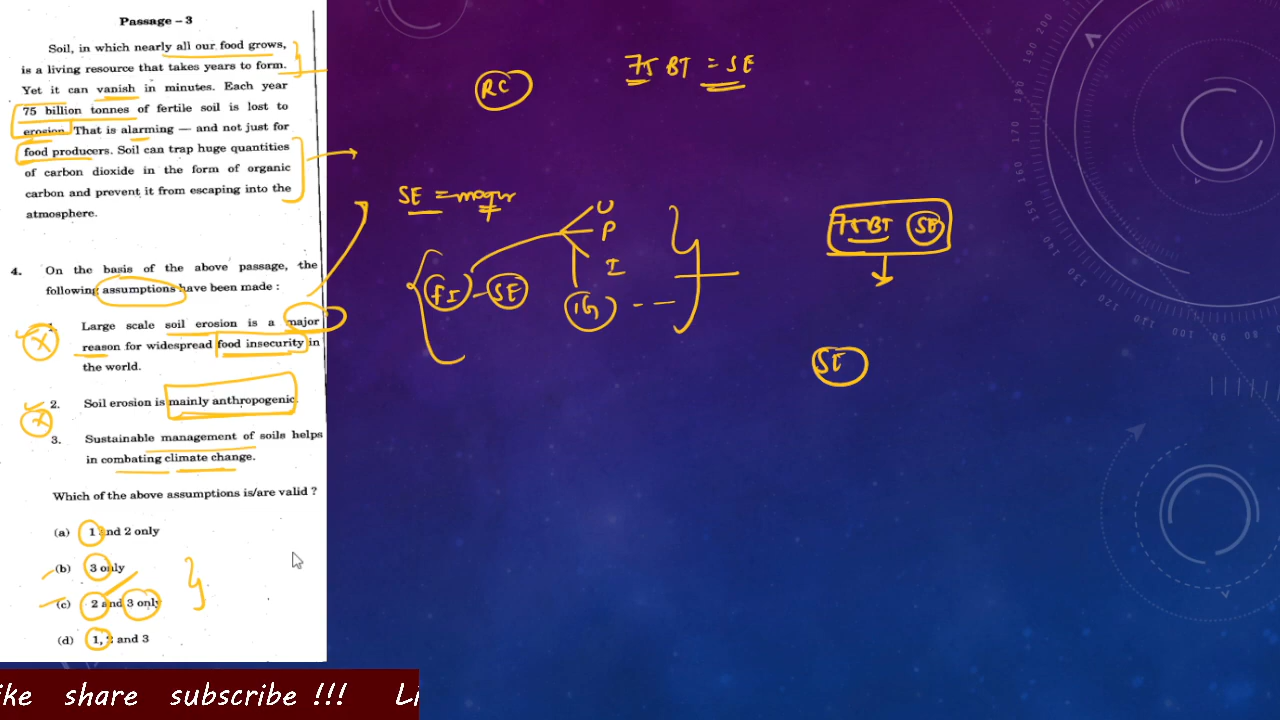 Passage – 3
Soil, in which nearly all our food grows,
is a living resource that takes years to form.
Yet it can vanish in minutes. Each year
75 billion tonnes of fertile soil is lost to
erosion. That is alarming — and not just for
food producers. Soil can trap huge quantities
of carbon dioxide in the form of organic
carbon and prevent it from escaping into the
atmosphere.
4. On the basis of the above passage, the
following assumptions have been made :
Large scale soil erosion is a major
reason for widespread food insecurity in
the world.
2. Soil erosion is mainly anthropogenic.
3. Sustainable management of soils helps
in combating climate change.
Which of the above assumptions is/are valid ?
(a) 1 and 2 only
(b) 3 only
(c) 2 and 3 only
(d) 1, 2 and 3
RC
75 BT = SE
SE = major
U
P
I
FI - SE
75 BT SE
SE
like share subscribe !!! Li